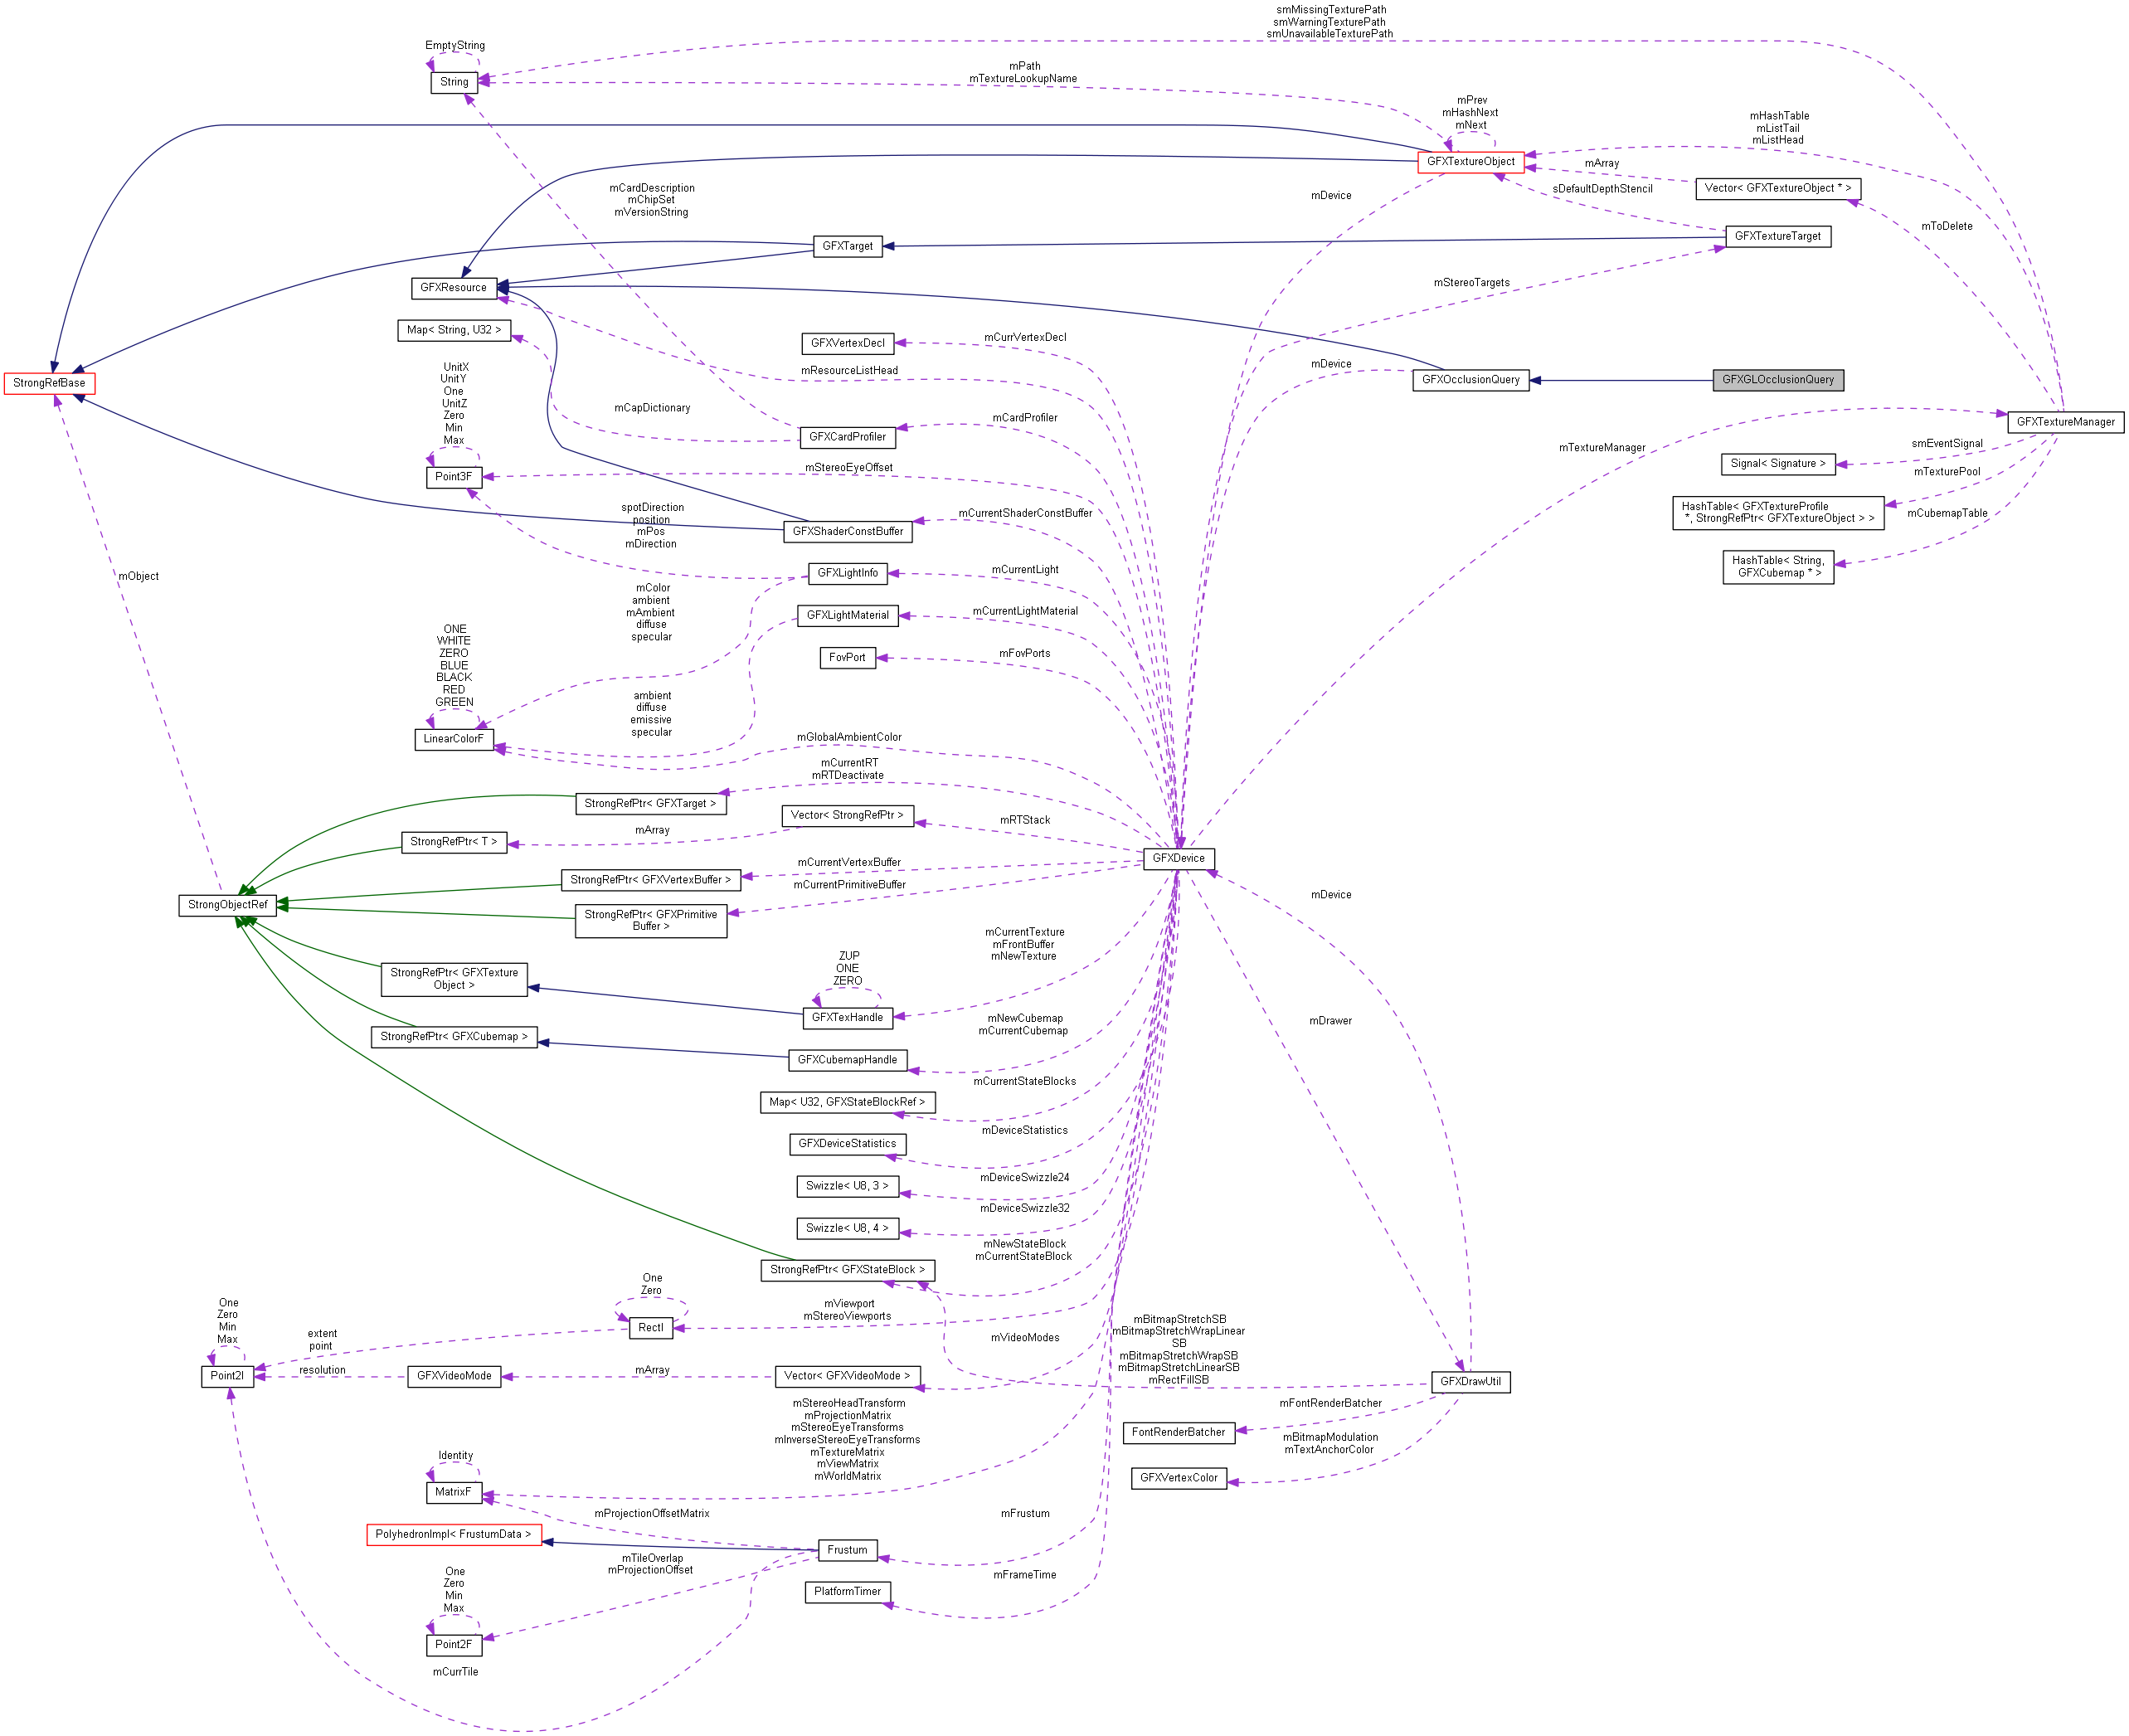 smMissingTexturePath
smWarningTexturePath
smUnavailableTexturePath
EmptyString
String
mPath
mTextureLookupName
mPrev
mHashNext
mNext
mHashTable
mListTail
mListHead
GFXTextureObject
mArray
Vector< GFXTextureObject * >
sDefaultDepthStencil
mCardDescription
mChipSet
mVersionString
mDevice
mToDelete
GFXTarget
GFXTextureTarget
GFXResource
mStereoTargets
Map< String, U32 >
GFXVertexDecl
mCurrVertexDecl
mDevice
StrongRefBase
UnitX
UnitY
One
UnitZ
Zero
Min
Max
mResourceListHead
GFXOcclusionQuery
GFXGLOcclusionQuery
mCapDictionary
mCardProfiler
GFXTextureManager
GFXCardProfiler
mTextureManager
smEventSignal
Signal< Signature >
Point3F
mStereoEyeOffset
mTexturePool
HashTable< GFXTextureProfile
*, StrongRefPtr< GFXTextureObject > >
spotDirection
position
mPos
mDirection
GFXShaderConstBuffer
mCurrentShaderConstBuffer
mCubemapTable
HashTable< String,
GFXCubemap * >
mObject
GFXLightInfo
mCurrentLight
mColor
ambient
mAmbient
diffuse
specular
GFXLightMaterial
mCurrentLightMaterial
ONE
WHITE
ZERO
BLUE
BLACK
RED
GREEN
FovPort
mFovPorts
ambient
diffuse
emissive
specular
LinearColorF
mGlobalAmbientColor
mCurrentRT
mRTDeactivate
StrongRefPtr< GFXTarget >
Vector< StrongRefPtr >
mRTStack
StrongRefPtr< T >
mArray
GFXDevice
mCurrentVertexBuffer
StrongRefPtr< GFXVertexBuffer >
mCurrentPrimitiveBuffer
mDevice
StrongObjectRef
StrongRefPtr< GFXPrimitive
Buffer >
mCurrentTexture
mFrontBuffer
mNewTexture
ZUP
ONE
ZERO
StrongRefPtr< GFXTexture
Object >
GFXTexHandle
mDrawer
mNewCubemap
mCurrentCubemap
StrongRefPtr< GFXCubemap >
GFXCubemapHandle
mCurrentStateBlocks
Map< U32, GFXStateBlockRef >
mDeviceStatistics
GFXDeviceStatistics
mDeviceSwizzle24
Swizzle< U8, 3 >
mDeviceSwizzle32
Swizzle< U8, 4 >
mNewStateBlock
mCurrentStateBlock
StrongRefPtr< GFXStateBlock >
One
Zero
One
Zero
Min
Max
mViewport
mStereoViewports
RectI
extent
point
mBitmapStretchSB
mBitmapStretchWrapLinear
SB
mBitmapStretchWrapSB
mBitmapStretchLinearSB
mRectFillSB
mVideoModes
Point2I
resolution
GFXVideoMode
mArray
Vector< GFXVideoMode >
GFXDrawUtil
mFontRenderBatcher
FontRenderBatcher
mStereoHeadTransform
mProjectionMatrix
mStereoEyeTransforms
mInverseStereoEyeTransforms
mTextureMatrix
mViewMatrix
mWorldMatrix
mBitmapModulation
mTextAnchorColor
GFXVertexColor
Identity
MatrixF
mProjectionOffsetMatrix
mFrustum
PolyhedronImpl< FrustumData >
Frustum
mTileOverlap
mProjectionOffset
One
Zero
Min
Max
mFrameTime
PlatformTimer
Point2F
mCurrTile